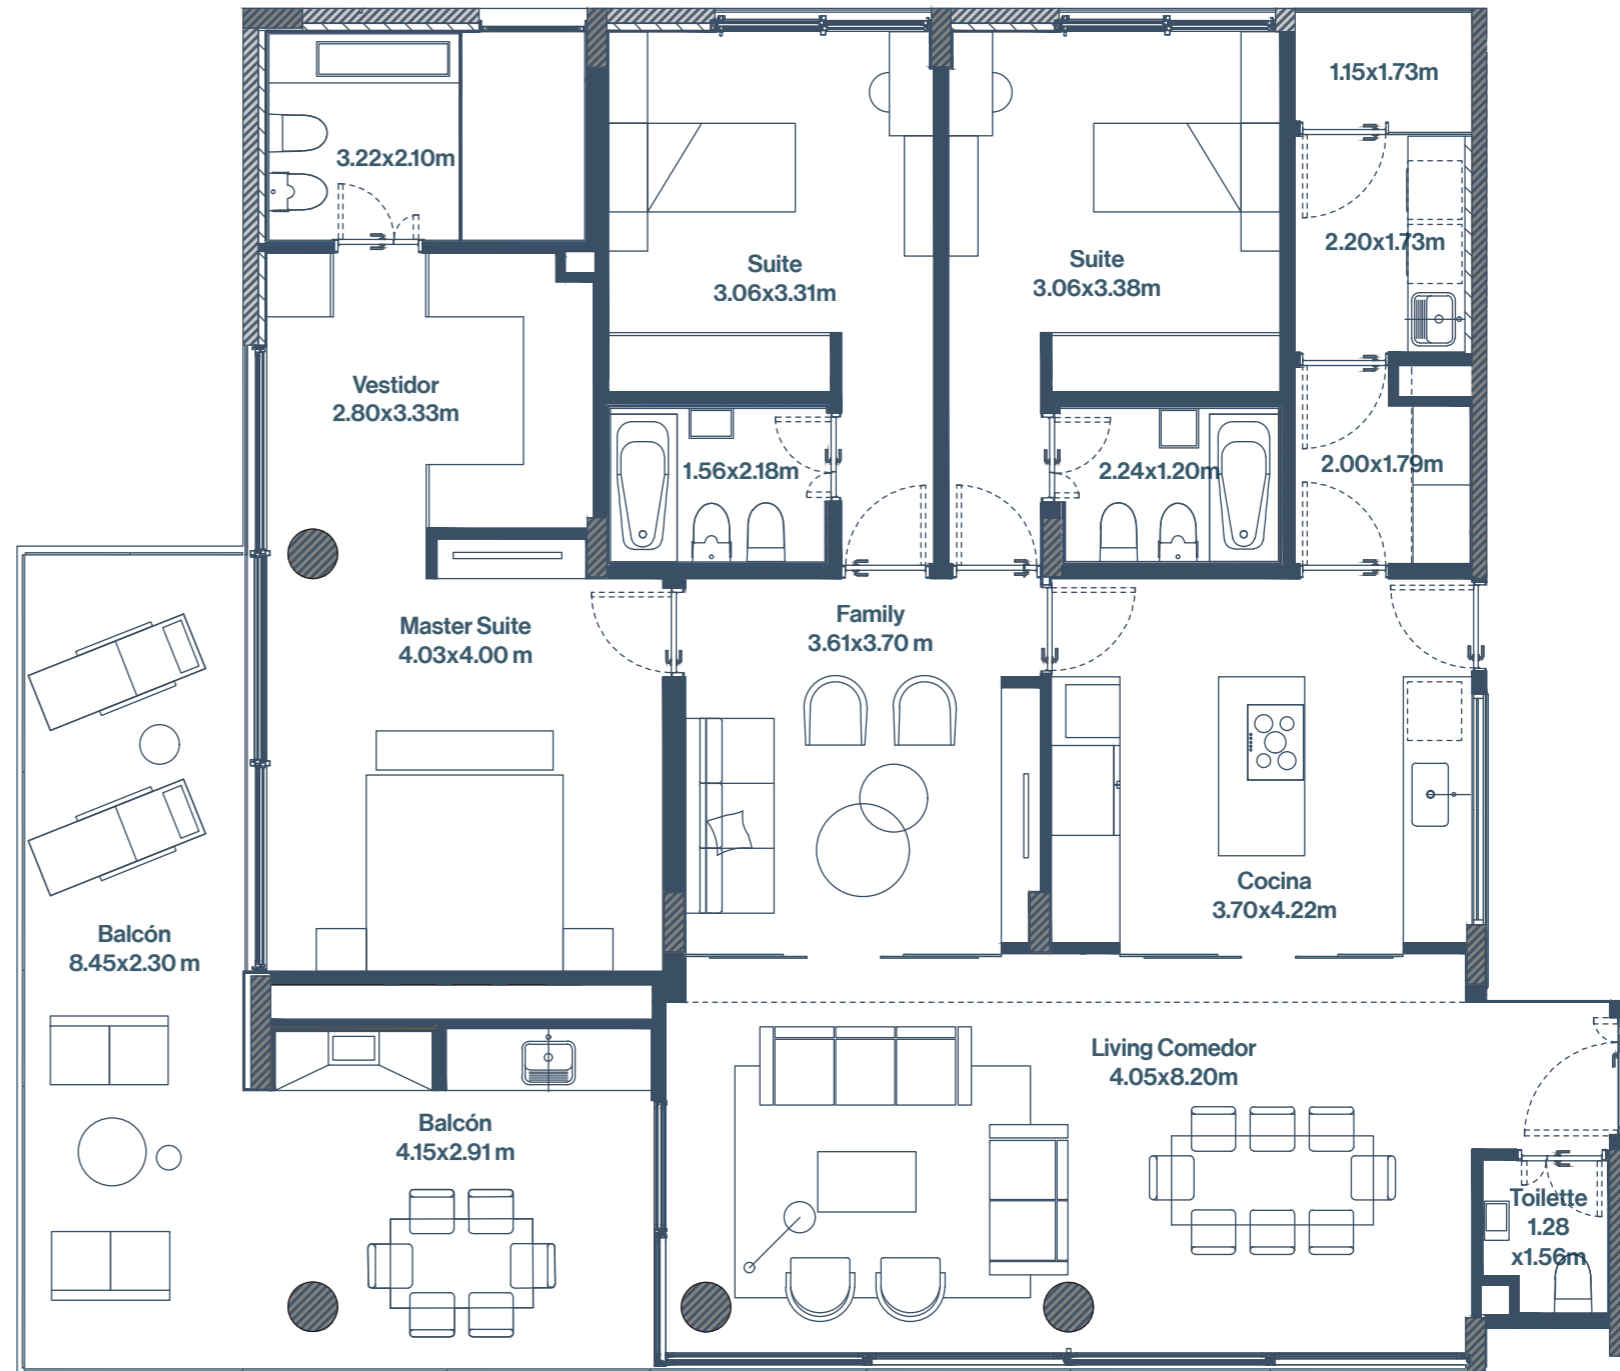 1.15x1.73m
3.22x2.10m
2.20x1.73m
Suite
3.06x3.31m
Suite
3.06x3.38m
Vestidor
2.80x3.33m
1.56x2.18m
2.24x1.20m
2.00x1.79m
Master Suite
4.03x4.00 m
Family
3.61x3.70 m
Cocina
3.70x4.22m
Balcón
8.45x2.30 m
Living Comedor
4.05x8.20m
Balcón
4.15x2.91 m
Toilette
1.28
x1.56m